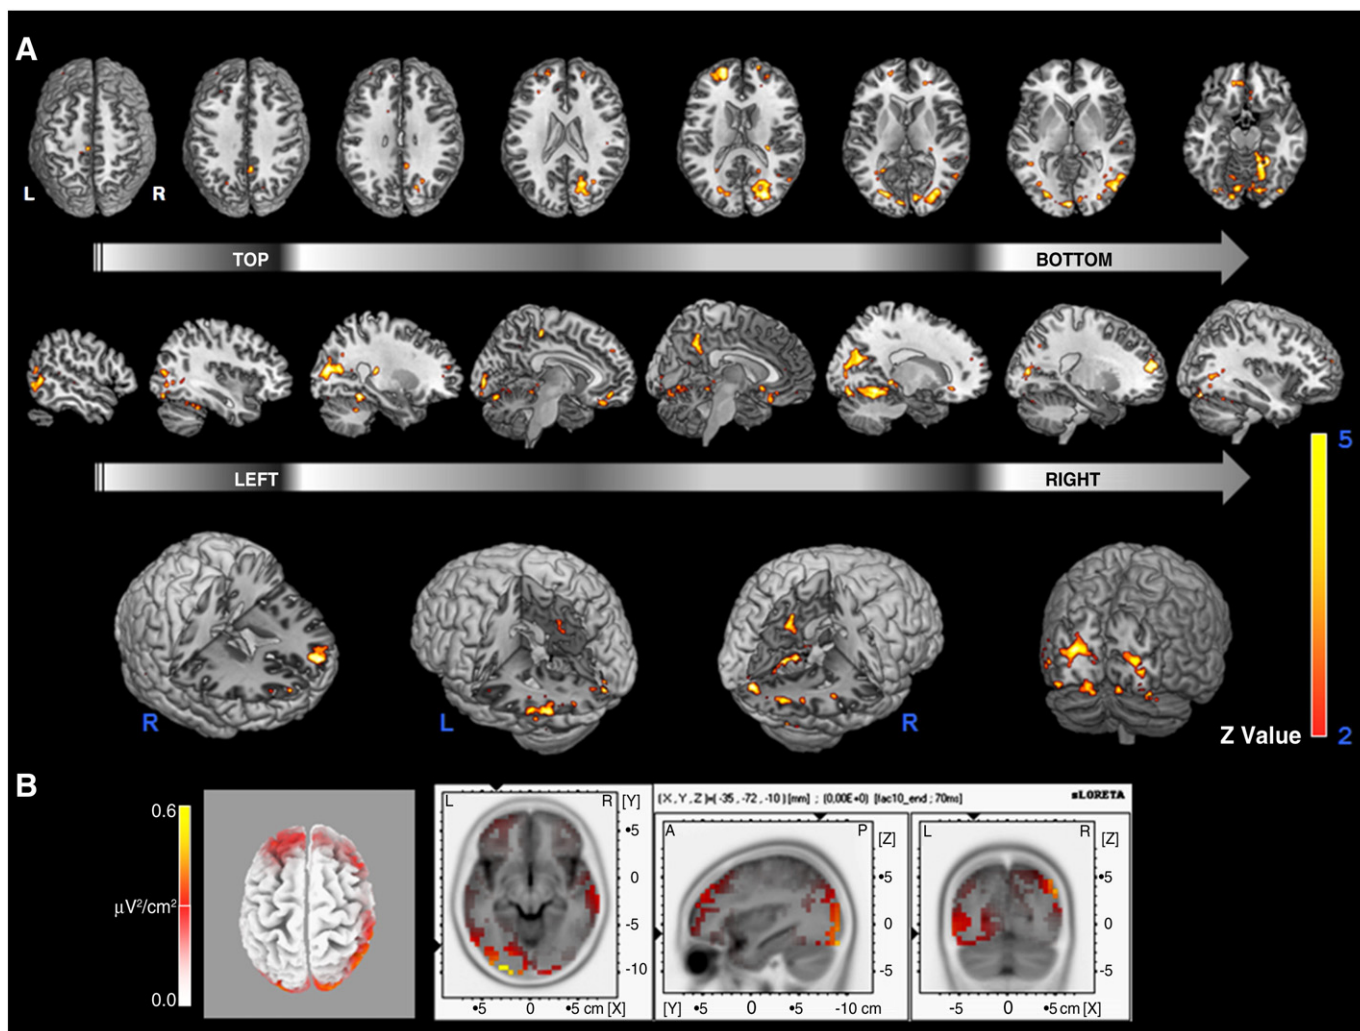 A
L R
TOP BOTTOM
LEFT RIGHT
5
R L R
Z Value 2
B
0.6
μV²/cm²
0.0
(X, Y, Z)=(-35, -72, -10) [mm] ; (0,00E+0) [fac10_end ; 70ms] sLORETA
L R [Y]
•5
0
-5
-10
•5 0 •5 cm [X]
A P [Z]
•5
0
-5
[Y] •5 0 •5 -10 cm
L R [Z]
•5
0
-5
-5 0 •5 cm [X]